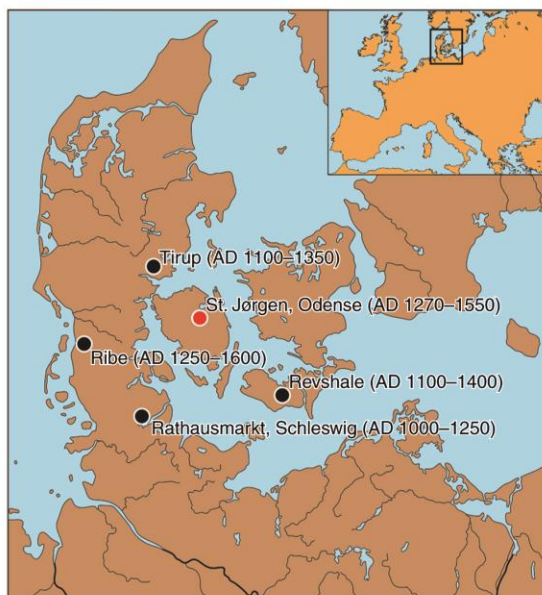 Tirup (AD 1100–1350)
St. Jørgen, Odense (AD 1270–1550)
Ribe (AD 1250–1600)
Revshale (AD 1100–1400)
Rathausmarkt, Schleswig (AD 1000–1250)